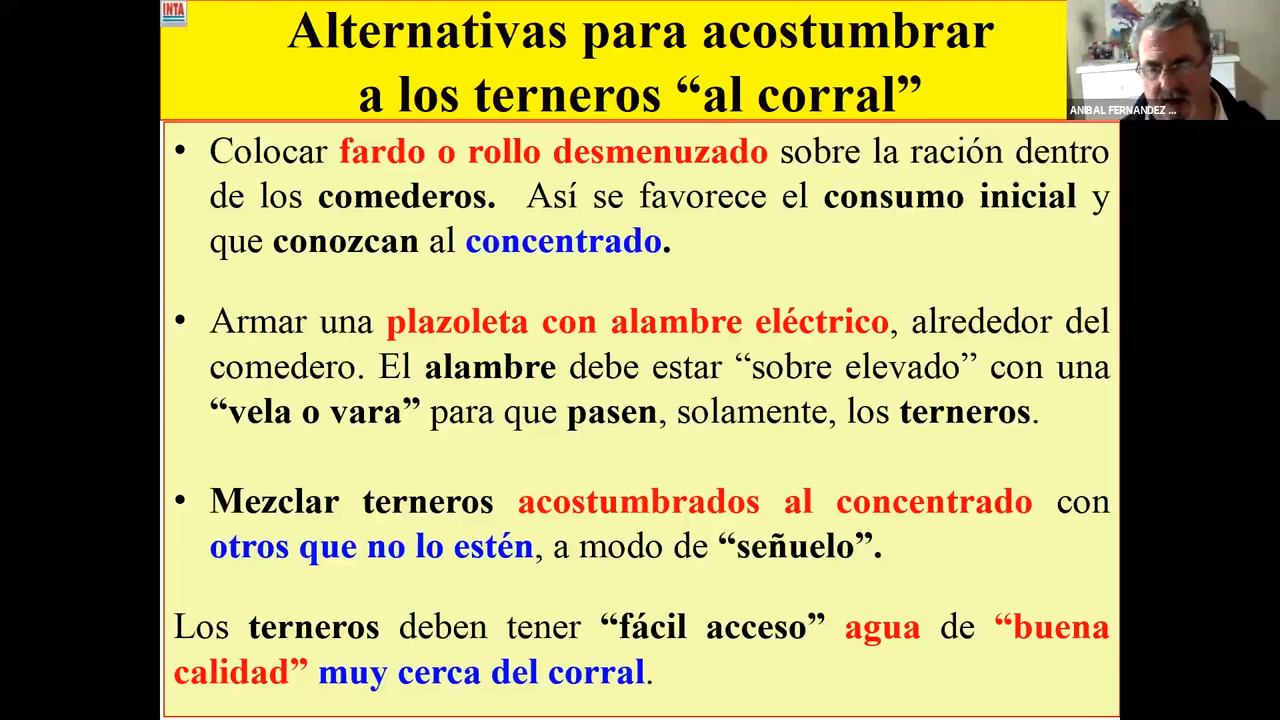 INTA
Alternativas para acostumbrar
a los terneros “al corral”
ANIBAL FERNANDEZ ...
• Colocar fardo o rollo desmenuzado sobre la ración dentro
de los comederos. Así se favorece el consumo inicial y
que conozcan al concentrado.
• Armar una plazoleta con alambre eléctrico, alrededor del
comedero. El alambre debe estar “sobre elevado” con una
“vela o vara” para que pasen, solamente, los terneros.
• Mezclar terneros acostumbrados al concentrado con
otros que no lo estén, a modo de “señuelo”.
Los terneros deben tener “fácil acceso” agua de “buena
calidad” muy cerca del corral.